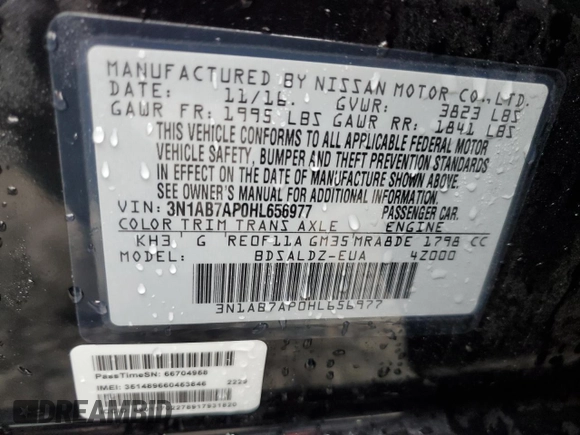 MANUFACTURED BY NISSAN MOTOR CO.,LTD.
DATE: 11/16 GVWR: 3823 LBS
GAWR FR: 1995 LBS GAWR RR: 1841 LBS
THIS VEHICLE CONFORMS TO ALL APPLICABLE FEDERAL MOTOR
VEHICLE SAFETY, BUMPER AND THEFT PREVENTION STANDARDS
IN EFFECT ON THE DATE OF MANUFACTURE SHOWN ABOVE.
SEE OWNER'S MANUAL FOR ADDITIONAL INFORMATION
VIN: 3N1AB7AP0HL656977 PASSENGER CAR.
COLOR TRIM TRANS AXLE ENGINE
KH3 G RE0F11A GM35 MRA8DE 1798 CC
MODEL: BDSALDZ-EUA 4Z000
3N1AB7AP0HL656977
PassTimeSN: 66704968
IMEI: 351489660463646 2224
DREAMBID